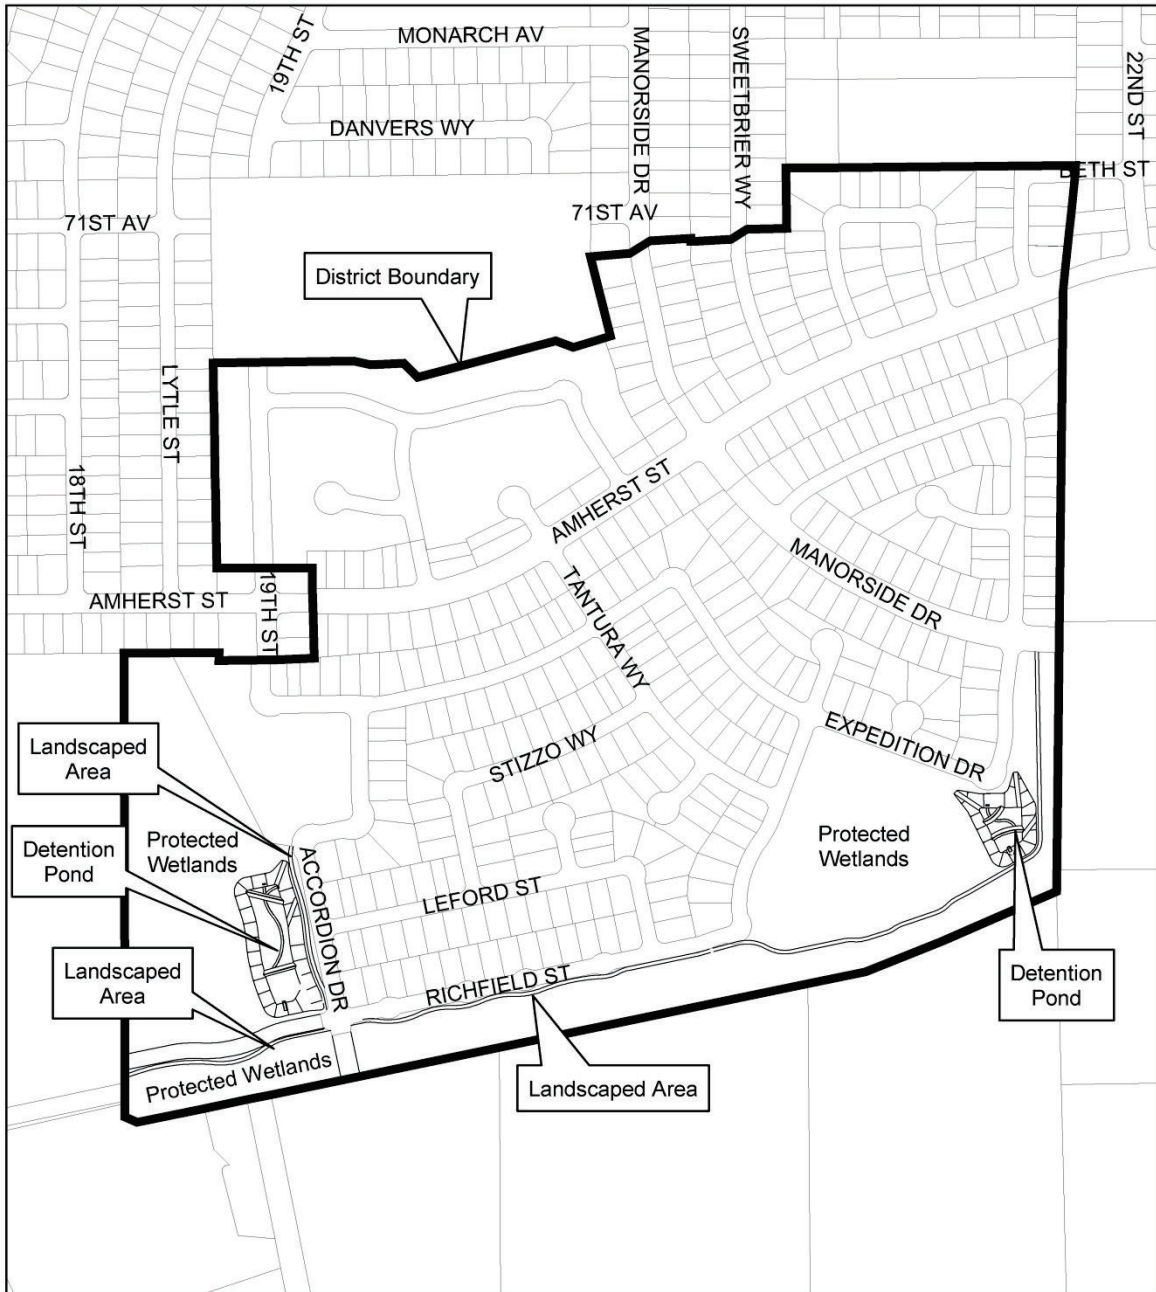 MONARCH AV
19TH ST
MANORSIDE DR
SWEETBRIER WY
22ND ST
DANVERS WY
BETH ST
71ST AV
71ST AV
District Boundary
LYTLE ST
18TH ST
AMHERST ST
MANORSIDE DR
AMHERST ST
19TH ST
TANTURA WY
EXPEDITION DR
STIZZO WY
Landscaped
Area
Protected
Wetlands
Protected
Wetlands
Detention
Pond
ACCORDION DR
LEFORD ST
Landscaped
Area
RICHFIELD ST
Detention
Pond
Protected Wetlands
Landscaped Area